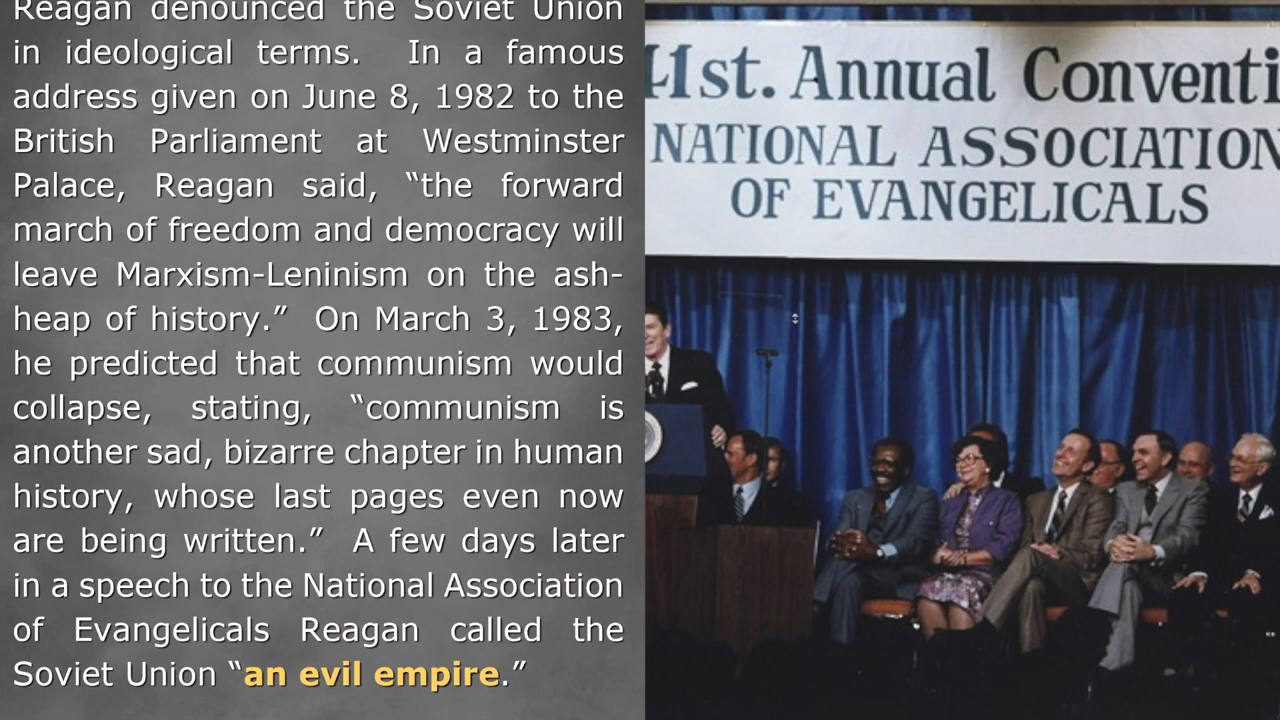 Reagan denounced the Soviet Union
in ideological terms. In a famous
address given on June 8, 1982 to the
British Parliament at Westminster
Palace, Reagan said, “the forward
march of freedom and democracy will
leave Marxism-Leninism on the ash-
heap of history.” On March 3, 1983,
he predicted that communism would
collapse, stating, “communism is
another sad, bizarre chapter in human
history, whose last pages even now
are being written.” A few days later
in a speech to the National Association
of Evangelicals Reagan called the
Soviet Union “an evil empire.”
41st. Annual Conventi
NATIONAL ASSOCIATION
OF EVANGELICALS